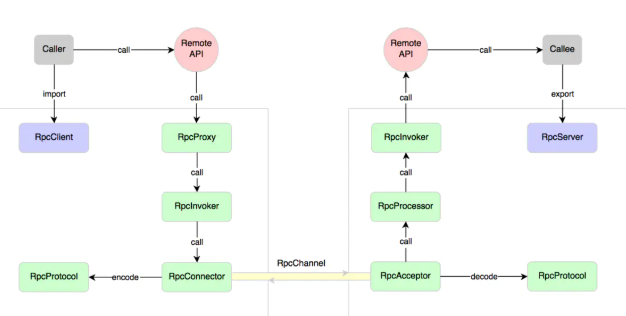 Caller
call
Remote
API
Remote
API
call
Callee
import
call
call
export
RpcClient
RpcProxy
RpcInvoker
RpcServer
call
call
RpcInvoker
RpcProcessor
call
call
RpcChannel
RpcProtocol
encode
RpcConnector
RpcAcceptor
decode
RpcProtocol